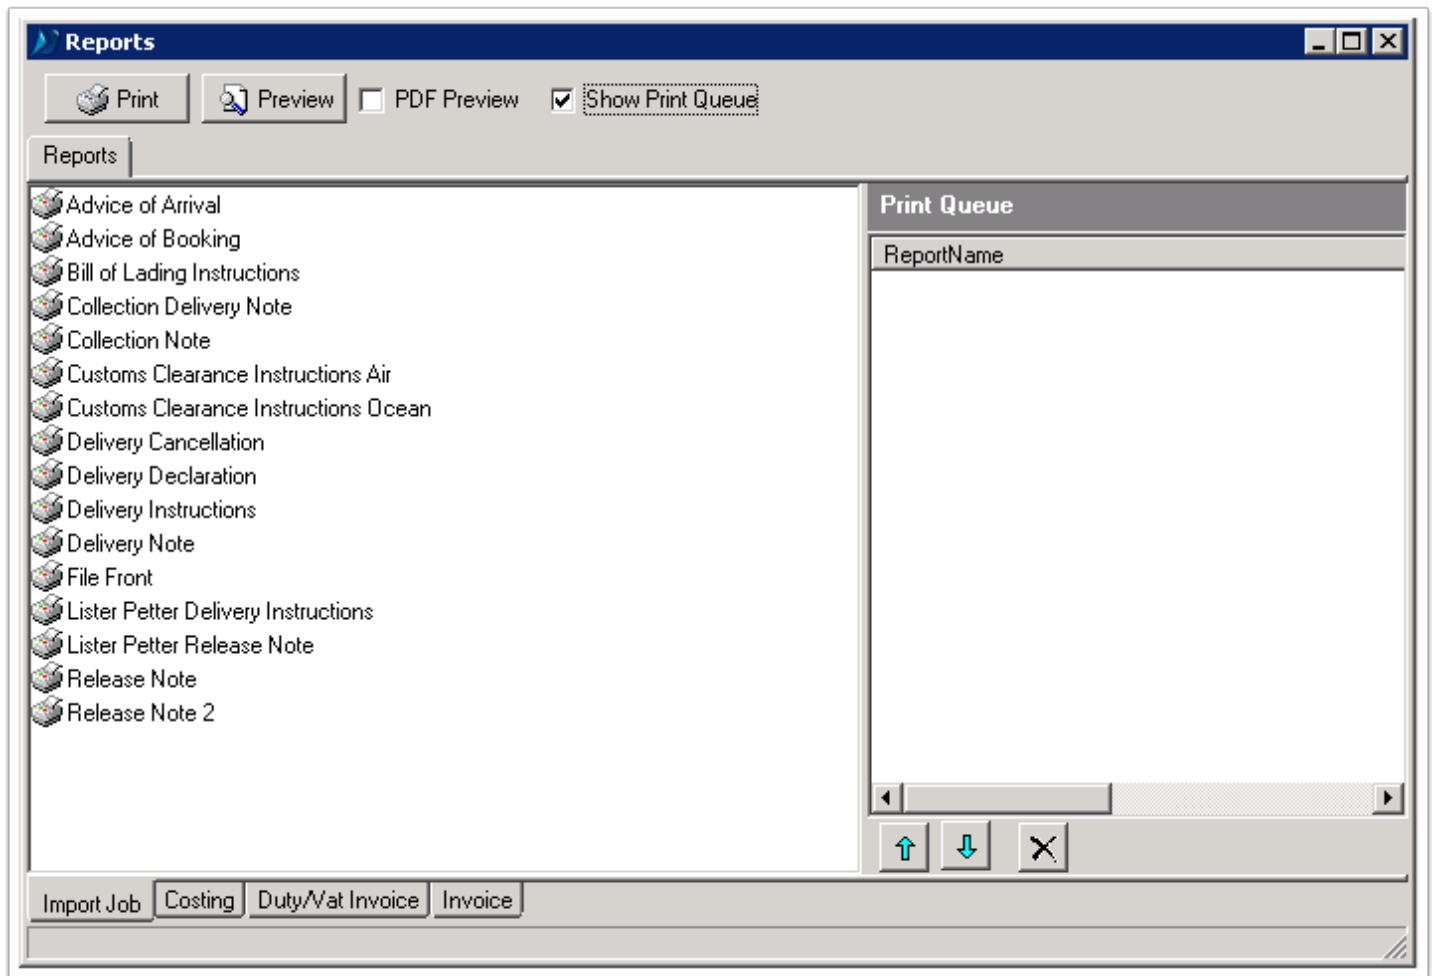 Reports
Print Preview PDF Preview Show Print Queue
Reports
Advice of Arrival
Advice of Booking
Bill of Lading Instructions
Collection Delivery Note
Collection Note
Customs Clearance Instructions Air
Customs Clearance Instructions Ocean
Delivery Cancellation
Delivery Declaration
Delivery Instructions
Delivery Note
File Front
Lister Petter Delivery Instructions
Lister Petter Release Note
Release Note
Release Note 2
Print Queue
ReportName
Import Job Costing Duty/Vat Invoice Invoice